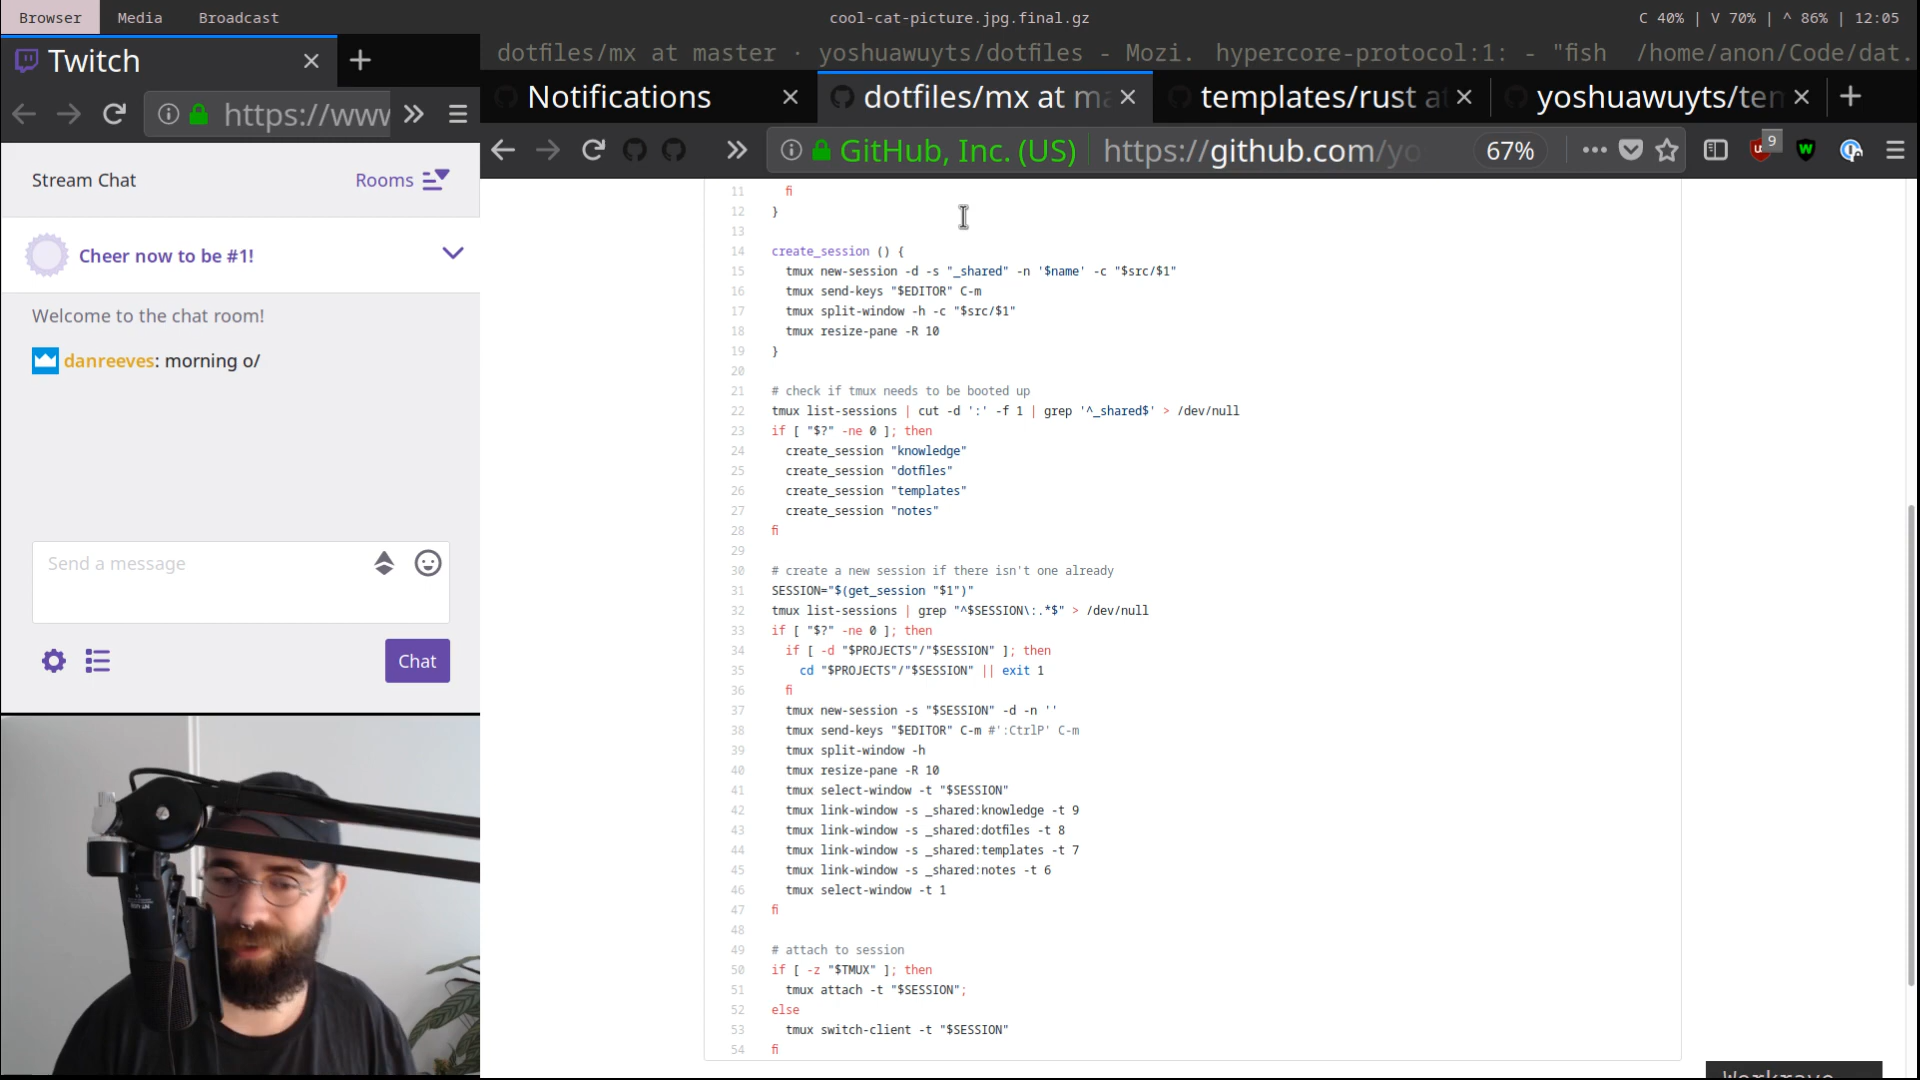 Browser Media Broadcast
cool-cat-picture.jpg.final.gz
C 40% | V 70% | ^ 86% | 12:05
Twitch
https://www
Stream Chat
Rooms
Cheer now to be #1!
Welcome to the chat room!
danreeves: morning o/
Send a message
Chat
dotfiles/mx at master · yoshuawuyts/dotfiles - Mozi. hypercore-protocol:1: - "fish /home/anon/Code/dat.
Notifications
dotfiles/mx at ma
templates/rust at
yoshuawuyts/tem
GitHub, Inc. (US)
https://github.com/yo
67%
9
11 fi
12 }
13
14 create_session () {
15 tmux new-session -d -s "_shared" -n '$name' -c "$src/$1"
16 tmux send-keys "$EDITOR" C-m
17 tmux split-window -h -c "$src/$1"
18 tmux resize-pane -R 10
19 }
20
21 # check if tmux needs to be booted up
22 tmux list-sessions | cut -d ':' -f 1 | grep '^_shared$' > /dev/null
23 if [ "$?" -ne 0 ]; then
24 create_session "knowledge"
25 create_session "dotfiles"
26 create_session "templates"
27 create_session "notes"
28 fi
29
30 # create a new session if there isn't one already
31 SESSION="$(get_session "$1")"
32 tmux list-sessions | grep "^$SESSION\:.*$" > /dev/null
33 if [ "$?" -ne 0 ]; then
34 if [ -d "$PROJECTS"/"$SESSION" ]; then
35 cd "$PROJECTS"/"$SESSION" || exit 1
36 fi
37 tmux new-session -s "$SESSION" -d -n ''
38 tmux send-keys "$EDITOR" C-m #':CtrlP' C-m
39 tmux split-window -h
40 tmux resize-pane -R 10
41 tmux select-window -t "$SESSION"
42 tmux link-window -s _shared:knowledge -t 9
43 tmux link-window -s _shared:dotfiles -t 8
44 tmux link-window -s _shared:templates -t 7
45 tmux link-window -s _shared:notes -t 6
46 tmux select-window -t 1
47 fi
48
49 # attach to session
50 if [ -z "$TMUX" ]; then
51 tmux attach -t "$SESSION";
52 else
53 tmux switch-client -t "$SESSION"
54 fi
Workrave